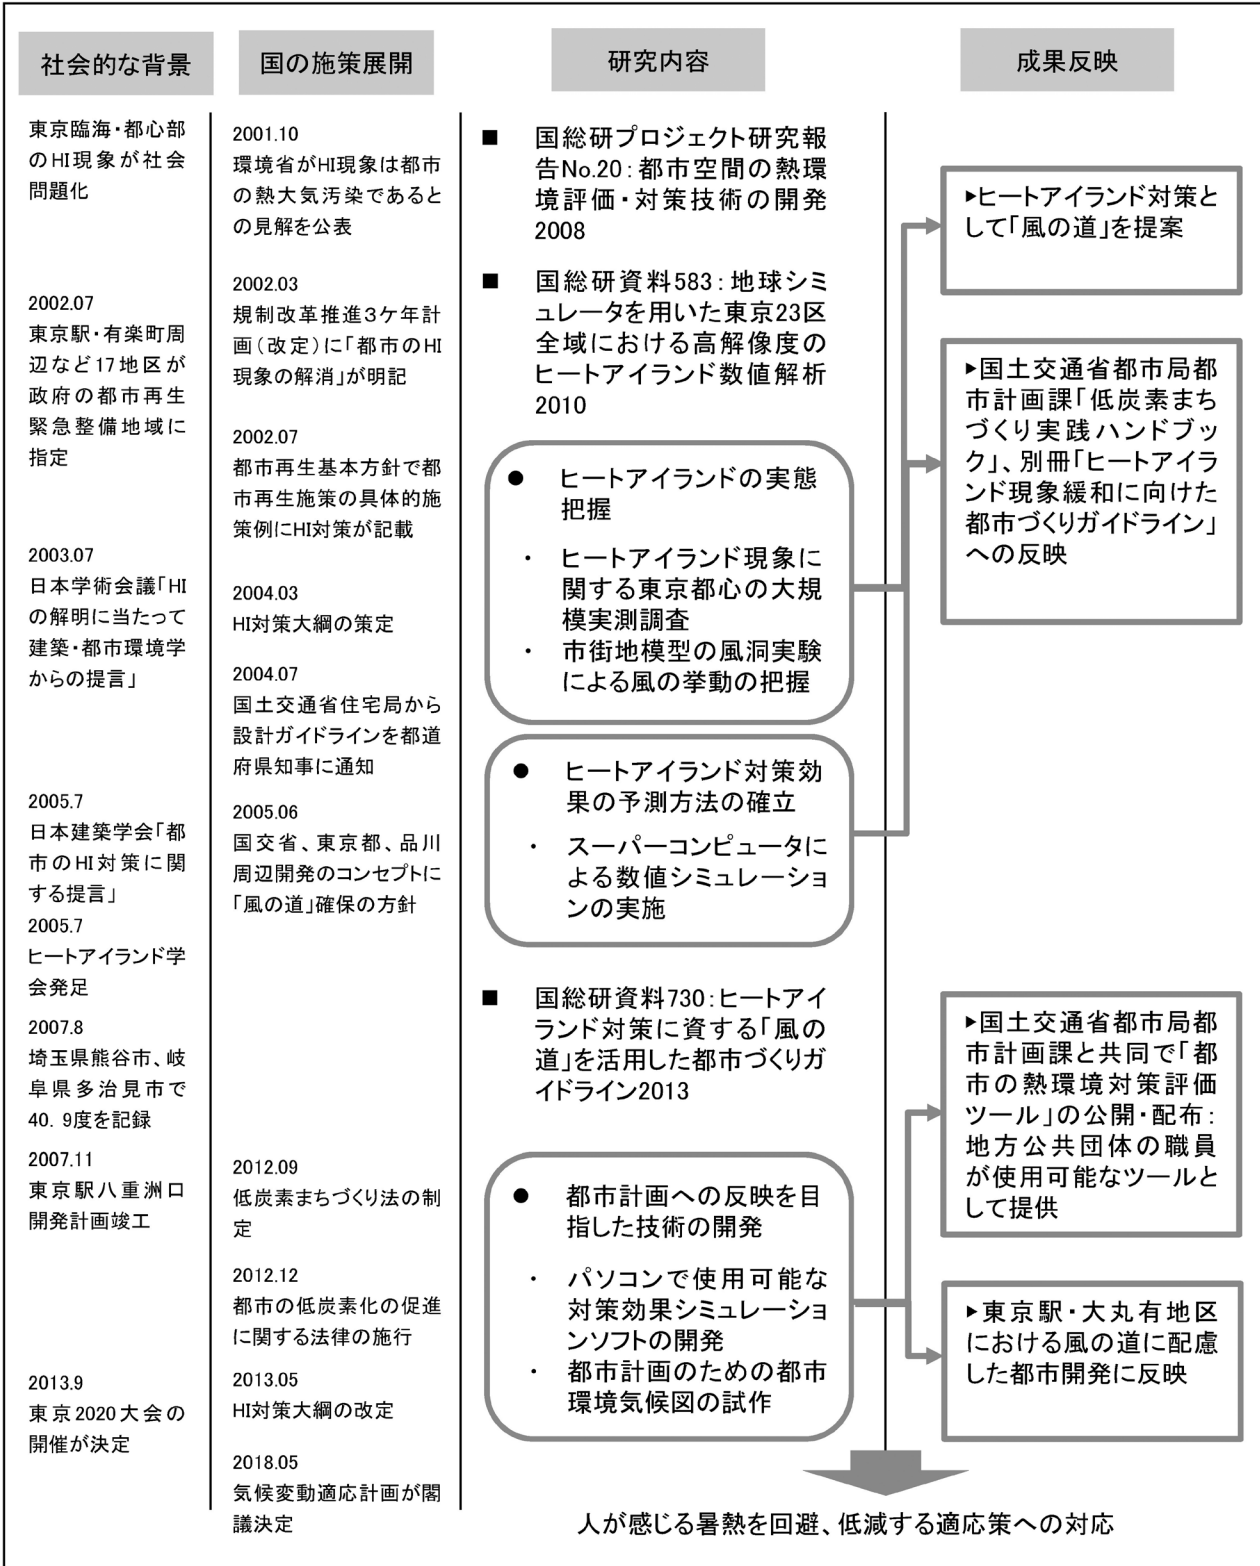 社会的な背景
東京臨海・都心部
のHI現象が社会
問題化
2002.07
東京駅・有楽町周
辺など17地区が
政府の都市再生
緊急整備地域に
指定
2003.07
日本学術会議「HI
の解明に当たって
建築・都市環境学
からの提言」
2005.7
日本建築学会「都
市のHI対策に関
する提言」
2005.7
ヒートアイランド学
会発足
2007.8
埼玉県熊谷市、岐
阜県多治見市で
40. 9度を記録
2007.11
東京駅八重洲口
開発計画竣工
2013.9
東京2020大会の
開催が決定
国の施策展開
2001.10
環境省がHI現象は都市
の熱大気汚染であると
の見解を公表
2002.03
規制改革推進3ケ年計
画(改定)に「都市のHI
現象の解消」が明記
2002.07
都市再生基本方針で都
市再生施策の具体的施
策例にHI対策が記載
2004.03
HI対策大綱の策定
2004.07
国土交通省住宅局から
設計ガイドラインを都道
府県知事に通知
2005.06
国交省、東京都、品川
周辺開発のコンセプトに
「風の道」確保の方針
2012.09
低炭素まちづくり法の制
定
2012.12
都市の低炭素化の促進
に関する法律の施行
2013.05
HI対策大綱の改定
2018.05
気候変動適応計画が閣
議決定
研究内容
■ 国総研プロジェクト研究報
告No.20:都市空間の熱環
境評価・対策技術の開発
2008
■ 国総研資料583:地球シミ
ュレータを用いた東京23区
全域における高解像度の
ヒートアイランド数値解析
2010
● ヒートアイランドの実態
把握
・ ヒートアイランド現象に
関する東京都心の大規
模実測調査
・ 市街地模型の風洞実験
による風の挙動の把握
● ヒートアイランド対策効
果の予測方法の確立
・ スーパーコンピュータに
よる数値シミュレーショ
ンの実施
■ 国総研資料730:ヒートアイ
ランド対策に資する「風の
道」を活用した都市づくりガ
イドライン2013
● 都市計画への反映を目
指した技術の開発
・ パソコンで使用可能な
対策効果シミュレーショ
ンソフトの開発
・ 都市計画のための都市
環境気候図の試作
成果反映
▶ヒートアイランド対策と
して「風の道」を提案
▶国土交通省都市局都
市計画課「低炭素まち
づくり実践ハンドブッ
ク」、別冊「ヒートアイラ
ンド現象緩和に向けた
都市づくりガイドライン」
への反映
▶国土交通省都市局都
市計画課と共同で「都
市の熱環境対策評価
ツール」の公開・配布:
地方公共団体の職員
が使用可能なツールと
して提供
▶東京駅・大丸有地区
における風の道に配慮
した都市開発に反映
人が感じる暑熱を回避、低減する適応策への対応